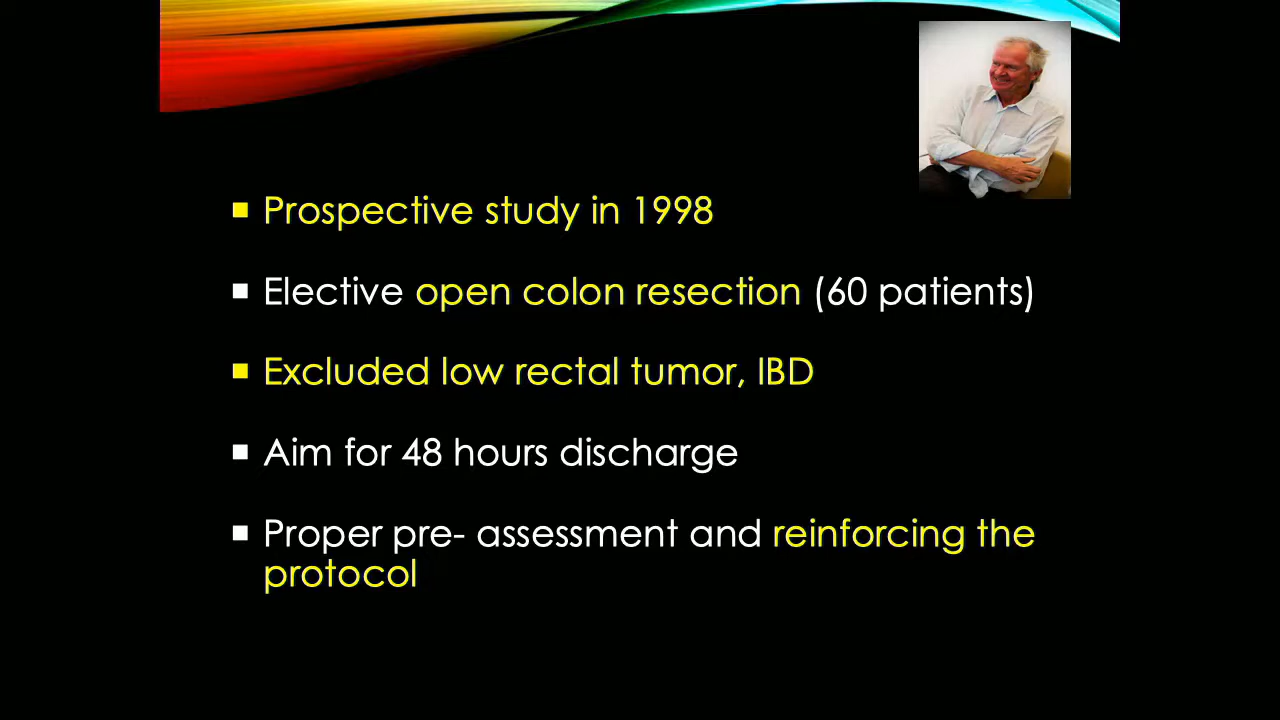 Prospective study in 1998
Elective open colon resection (60 patients)
Excluded low rectal tumor, IBD
Aim for 48 hours discharge
Proper pre- assessment and reinforcing the
protocol